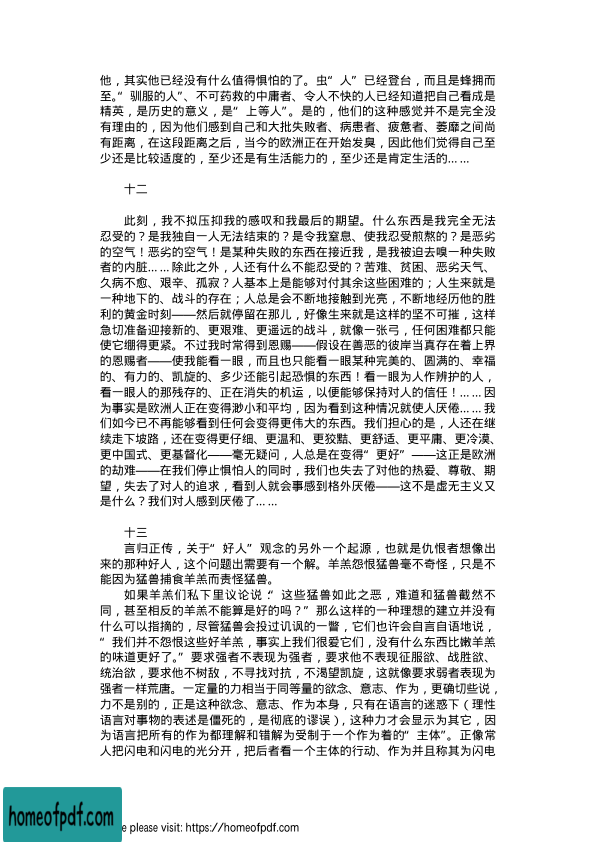 他，其实他已经没有什么值得惧怕的了。虫“人”已经登台，而且是蜂拥而
至。“驯服的人”、不可药救的中庸者、令人不快的人已经知道把自己看成是
精英，是历史的意义，是“上等人”。是的，他们的这种感觉并不是完全没
有理由的，因为他们感到自己和大批失败者、病患者、疲惫者、萎靡之间尚
有距离，在这段距离之后，当今的欧洲正在开始发臭，因此他们觉得自己至
少还是比较适度的，至少还是有生活能力的，至少还是肯定生活的……
十二
此刻，我不拟压抑我的感叹和我最后的期望。什么东西是我完全无法
忍受的？是我独自一人无法结束的？是令我窒息、使我忍受煎熬的？是恶劣
的空气！恶劣的空气！是某种失败的东西在接近我，是我被迫去嗅一种失败
者的内脏……除此之外，人还有什么不能忍受的？苦难、贫困、恶劣天气、
久病不愈、艰辛、孤寂？人基本上是能够对付其余这些困难的；人生来就是
一种地下的、战斗的存在；人总是会不断地接触到光亮，不断地经历他的胜
利的黄金时刻——然后就停留在那儿，好像生来就是这样的坚不可摧，这样
急切准备迎接新的、更艰难、更遥远的战斗，就像一张弓，任何困难都只能
使它绷得更紧。不过我时常得到恩赐——假设在善恶的彼岸当真存在着上界
的恩赐者——使我能看一眼，而且也只能看一眼某种完美的、圆满的、幸福
的、有力的、凯旋的、多少还能引起恐惧的东西！看一眼为人作辨护的人，
看一眼人的那残存的、正在消失的机运，以便能够保持对人的信任！……因
为事实是欧洲人正在变得渺小和平均，因为看到这种情况就使人厌倦……我
们如今已不再能够看到任何会变得更伟大的东西。我们担心的是，人还在继
续走下坡路，还在变得更仔细、更温和、更狡黠、更舒适、更平庸、更冷漠、
更中国式、更基督化——毫无疑问，人总是在变得“更好”——这正是欧洲
的劫难——在我们停止惧怕人的同时，我们也失去了对他的热爱、尊敬、期
望，失去了对人的追求，看到人就会事感到格外厌倦——这不是虚无主义又
是什么？我们对人感到厌倦了……
十三
言归正传，关于“好人”观念的另外一个起源，也就是仇恨者想像出
来的那种好人，这个问题出需要有一个解。羊羔怨恨猛兽毫不奇怪，只是不
能因为猛兽捕食羊羔而责怪猛兽。
如果羊羔们私下里议论说：“这些猛兽如此之恶，难道和猛兽截然不
同，甚至相反的羊羔不能算是好的吗？”那么这样的一种理想的建立并没有
什么可以指摘的，尽管猛兽会投过讥讽的一瞥，它们也许会自言自语地说，
“我们并不怨恨这些好羊羔，事实上我们很爱它们，没有什么东西比嫩羊羔
的味道更好了。”要求强者不表现为强者，要求他不表现征服欲、战胜欲、
统治欲，要求他不树敌，不寻找对抗，不渴望凯旋，这就像要求弱者表现为
强者一样荒唐。一定量的力相当于同等量的欲念、意志、作为，更确切些说，
力不是别的，正是这种欲念、意志、作为本身，只有在语言的迷惑下（理性
语言对事物的表述是僵死的，是彻底的谬误），这种力才会显示为其它，因
为语言把所有的作为都理解和错解为受制于一个作为着的“主体”。正像常
人把闪电和闪电的光分开，把后者看一个主体的行动、作为并且称其为闪电
homeofpdf.com
e please visit: https://homeofpdf.com